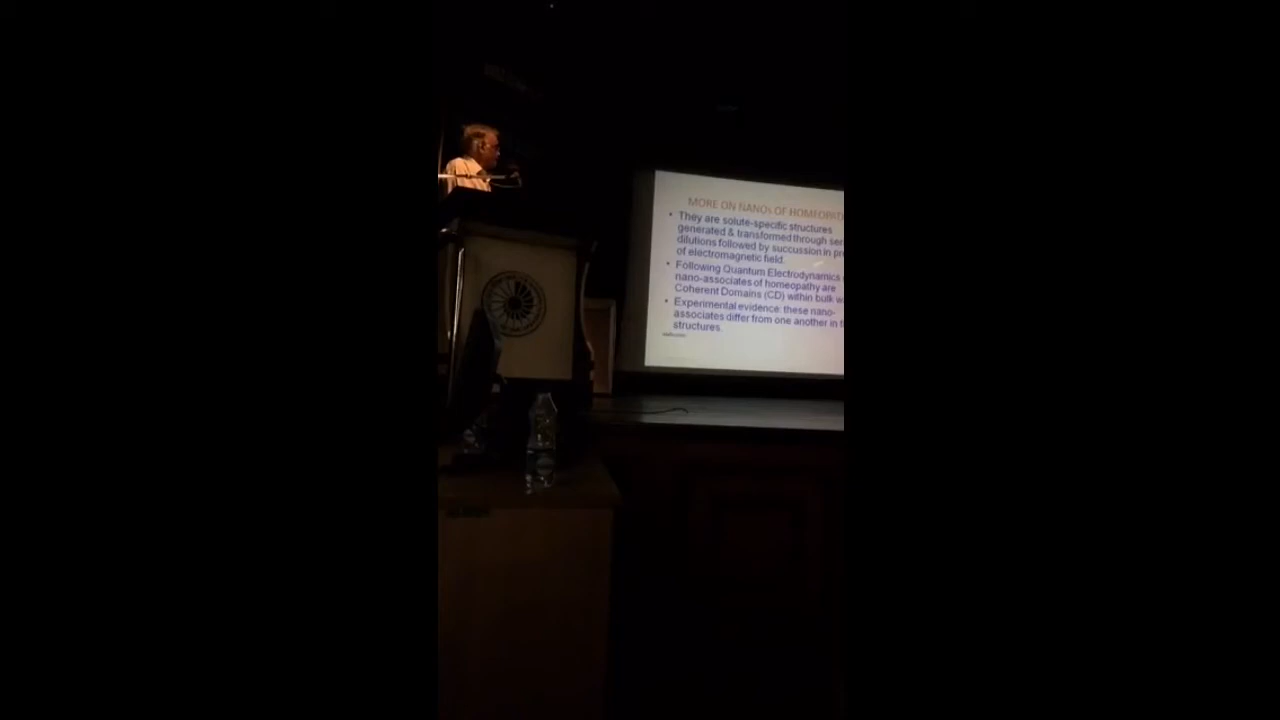 MORE ON NANOs OF HOMEOPAT
• They are solute-specific structures
generated & transformed through ser
dilutions followed by succussion in pr
of electromagnetic field.
• Following Quantum Electrodynamics
nano-associates of homeopathy are
Coherent Domains (CD) within bulk w
• Experimental evidence: these nano-
associates differ from one another in t
structures.